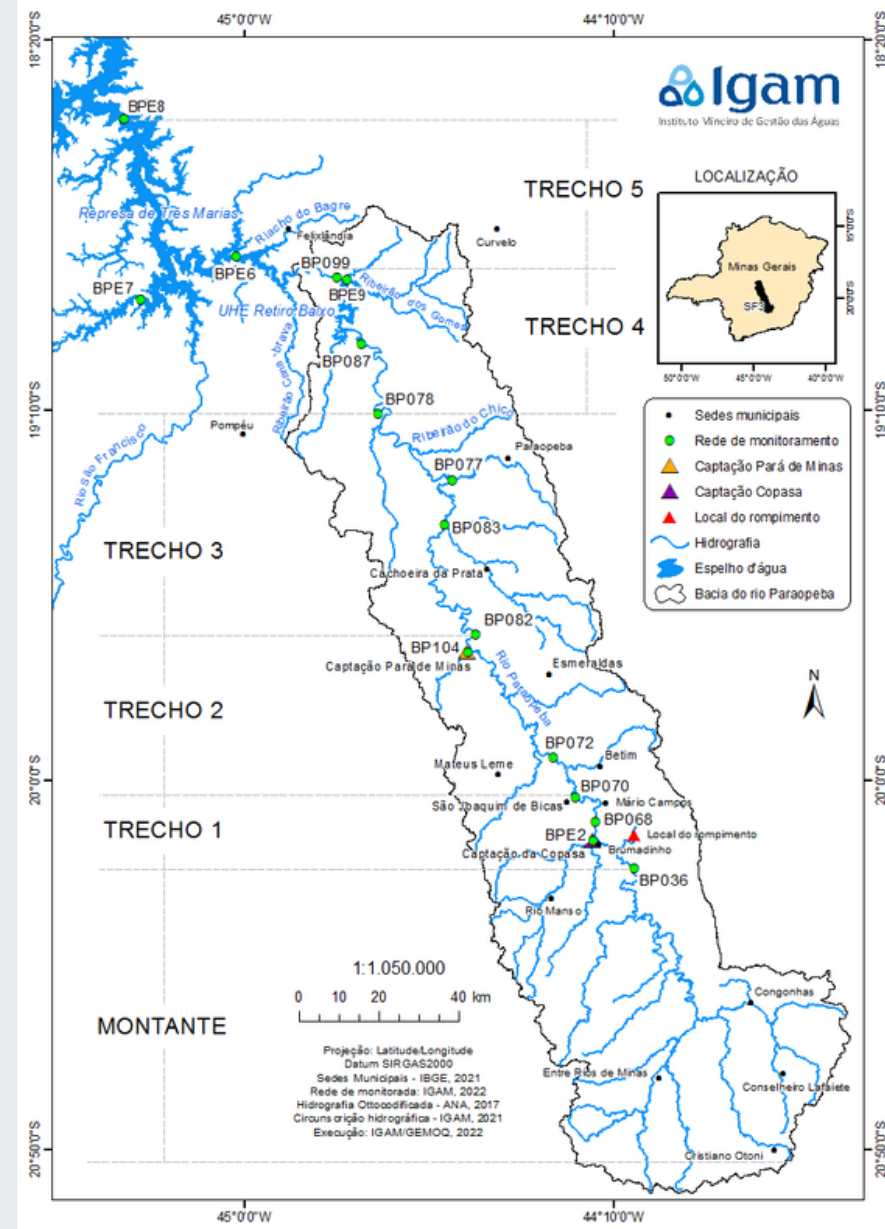 45°0'0"W
44°10'0"W
18°20'0"S
18°20'0"S
Igam
Instituto Mineiro de Gestão das Águas
BPE8
TRECHO 5
LOCALIZAÇÃO
Represa de Três Marias
Riacho do Bagre
Felixlândia
Curvelo
15°0'0"S
Minas Gerais
20°0'0"S
SF3
50°0'0"W
45°0'0"W
40°0'0"W
BPE6
BP099
BPE7
BPE9
Ribeirão dos Gomes
UHE Retiro Baixo
TRECHO 4
BP087
BP078
19°10'0"S
19°10'0"S
Pompéu
Ribeirão do Chico
Paraopeba
Rio São Francisco
BP077
BP083
Sedes municipais
Rede de monitoramento
Captação Pará de Minas
Captação Copasa
Local do rompimento
Hidrografia
Espelho d'água
Bacia do rio Paraopeba
TRECHO 3
Cachoeira da Prata
BP082
BP104
Captação Pará de Minas
Rio Paraopeba
Esmeraldas
N
TRECHO 2
BP072
Betim
Mateus Leme
20°0'0"S
20°0'0"S
BP070
São Joaquim de Bicas
Mário Campos
BP068
TRECHO 1
BPE2
Local do rompimento
Captação da Copasa
Brumadinho
BP036
Rio Manso
1:1.050.000
0 10 20 40 km
Congonhas
MONTANTE
Projeção: Latitude/Longitude
Datum SIRGAS2000
Sedes Municipais - IBGE, 2021
Rede de monitorada: IGAM, 2022
Hidrografia Ottocodificada - ANA, 2017
Circunscrição hidrográfica - IGAM, 2021
Execução: IGAM/GEMOQ, 2022
Entre Rios de Minas
Conselheiro Lafaiete
Cristiano Otoni
20°50'0"S
20°50'0"S
45°0'0"W
44°10'0"W